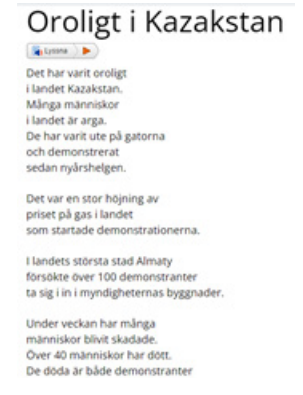 Oroligt i Kazakstan
Lyssna
Det har varit oroligt
i landet Kazakstan.
Många människor
i landet är arga.
De har varit ute på gatorna
och demonstrerat
sedan nyårshelgen.
Det var en stor höjning av
priset på gas i landet
som startade demonstrationerna.
I landets största stad Almaty
försökte över 100 demonstranter
ta sig i in i myndigheternas byggnader.
Under veckan har många
människor blivit skadade.
Över 40 människor har dött.
De döda är både demonstranter